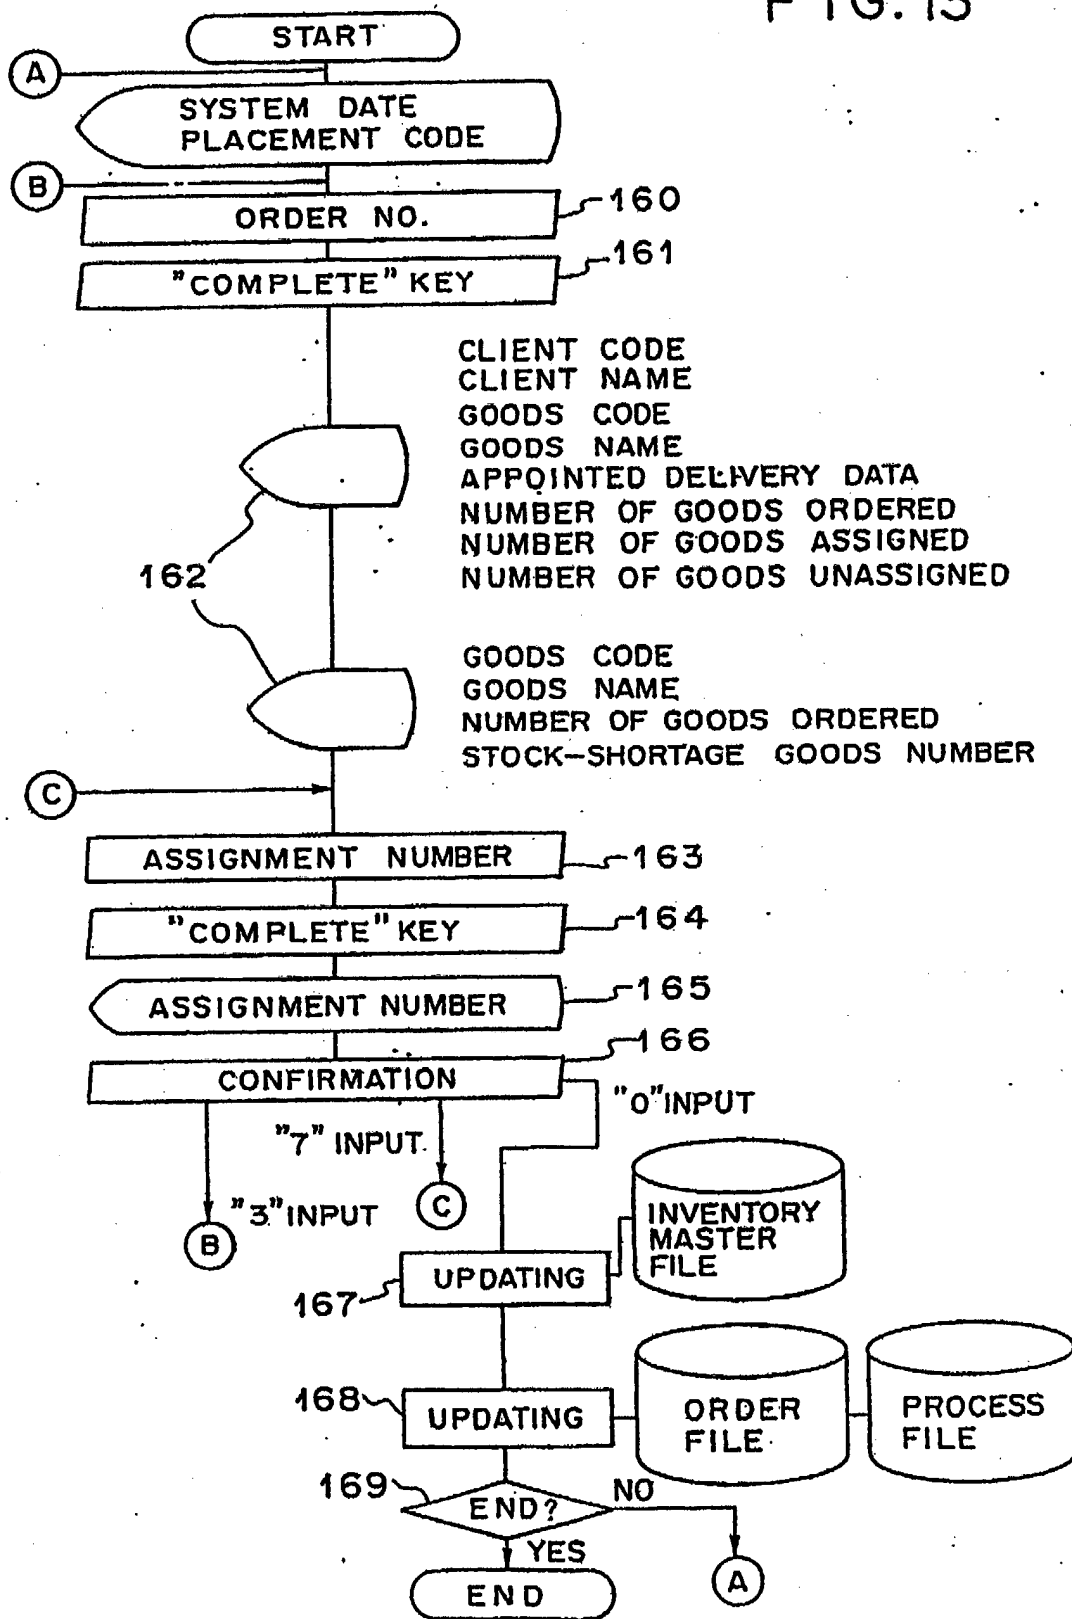 FIG. 15
START
A
SYSTEM DATE
PLACEMENT CODE
B
ORDER NO.
160
"COMPLETE" KEY
161
CLIENT CODE
CLIENT NAME
GOODS CODE
GOODS NAME
APPOINTED DELIVERY DATA
NUMBER OF GOODS ORDERED
NUMBER OF GOODS ASSIGNED
NUMBER OF GOODS UNASSIGNED
162
GOODS CODE
GOODS NAME
NUMBER OF GOODS ORDERED
STOCK-SHORTAGE GOODS NUMBER
C
ASSIGNMENT NUMBER
163
"COMPLETE" KEY
164
ASSIGNMENT NUMBER
165
CONFIRMATION
166
"0" INPUT
"7" INPUT
"3" INPUT
C
B
INVENTORY
MASTER
FILE
UPDATING
167
168
UPDATING
ORDER
FILE
PROCESS
FILE
169
END?
NO
YES
END
A